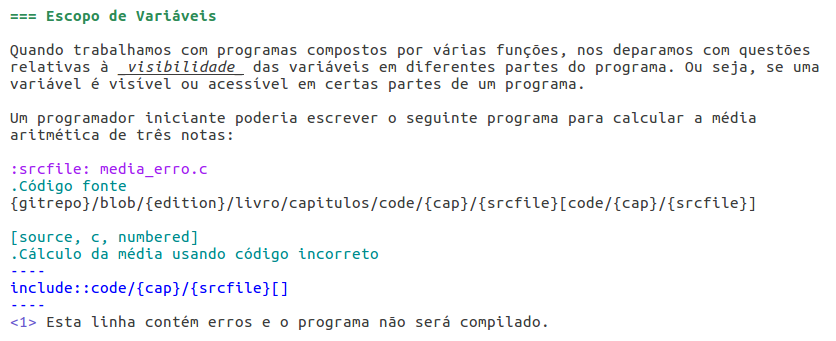 === Escopo de Variáveis
Quando trabalhamos com programas compostos por várias funções, nos deparamos com questões
relativas à _visibilidade_ das variáveis em diferentes partes do programa. Ou seja, se uma
variável é visível ou acessível em certas partes de um programa.
Um programador iniciante poderia escrever o seguinte programa para calcular a média
aritmética de três notas:
:srcfile: media_erro.c
.Código fonte
{gitrepo}/blob/{edition}/livro/capitulos/code/{cap}/{srcfile}[code/{cap}/{srcfile}]
[source, c, numbered]
.Cálculo da média usando código incorreto
----
include::code/{cap}/{srcfile}[]
----
<1> Esta linha contém erros e o programa não será compilado.